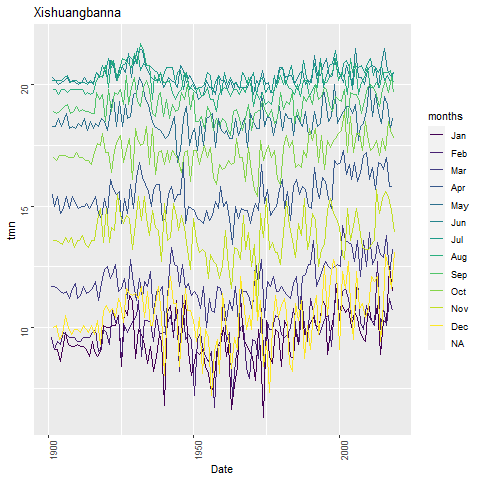 Xishuangbanna
tmn
20
15
10
1900
1950
2000
Date
months
Jan
Feb
Mar
Apr
May
Jun
Jul
Aug
Sep
Oct
Nov
Dec
NA